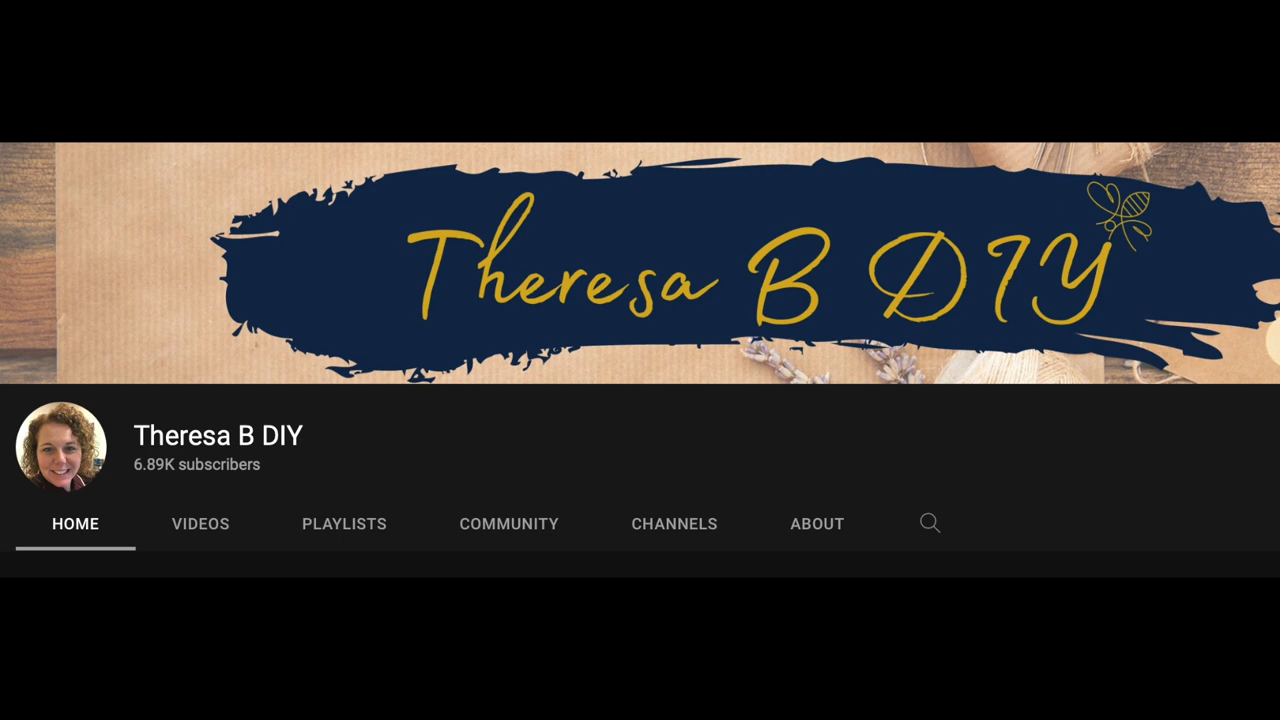 Theresa B DIY
Theresa B DIY
6.89K subscribers
HOME VIDEOS PLAYLISTS COMMUNITY CHANNELS ABOUT